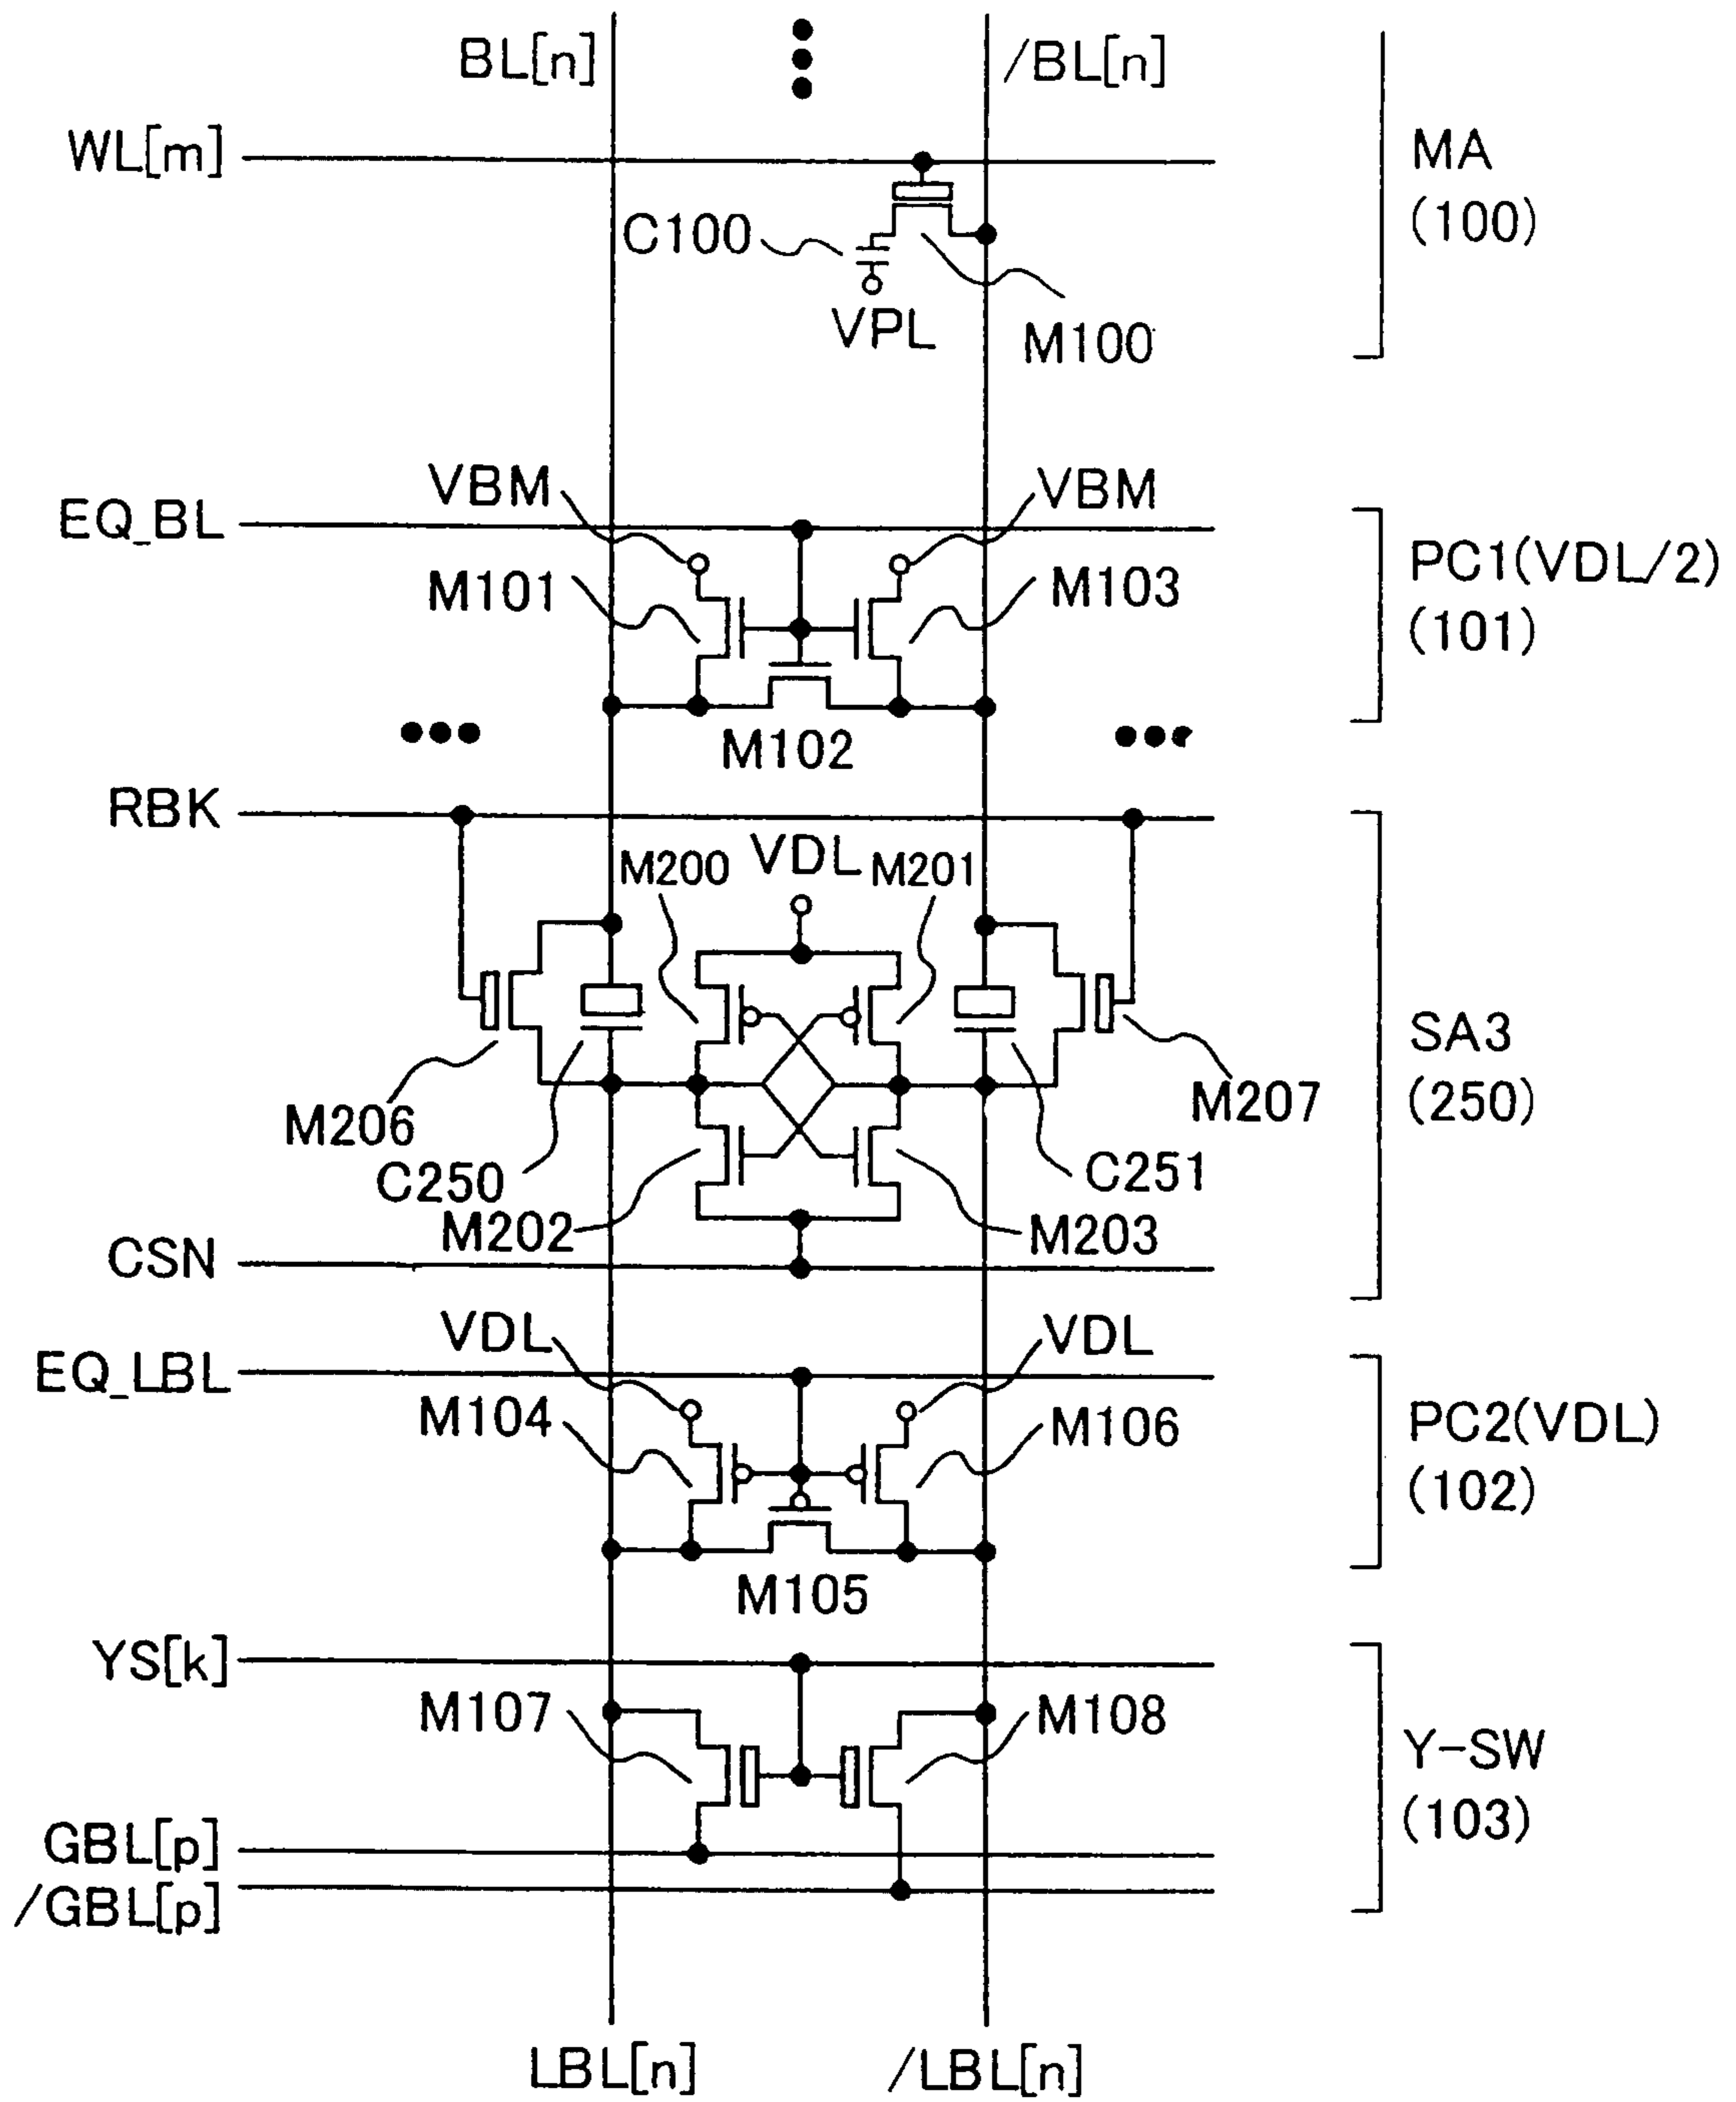 BL[n]
/BL[n]
WL[m]
MA
(100)
C100
VPL
M100
VBM
VBM
EQ_BL
PC1(VDL/2)
(101)
M101
M103
M102
RBK
M200
VDL
M201
SA3
(250)
M206
M207
C250
C251
M202
M203
CSN
VDL
VDL
EQ_LBL
M104
M106
PC2(VDL)
(102)
M105
YS[k]
M107
M108
Y-SW
(103)
GBL[p]
/GBL[p]
LBL[n]
/LBL[n]